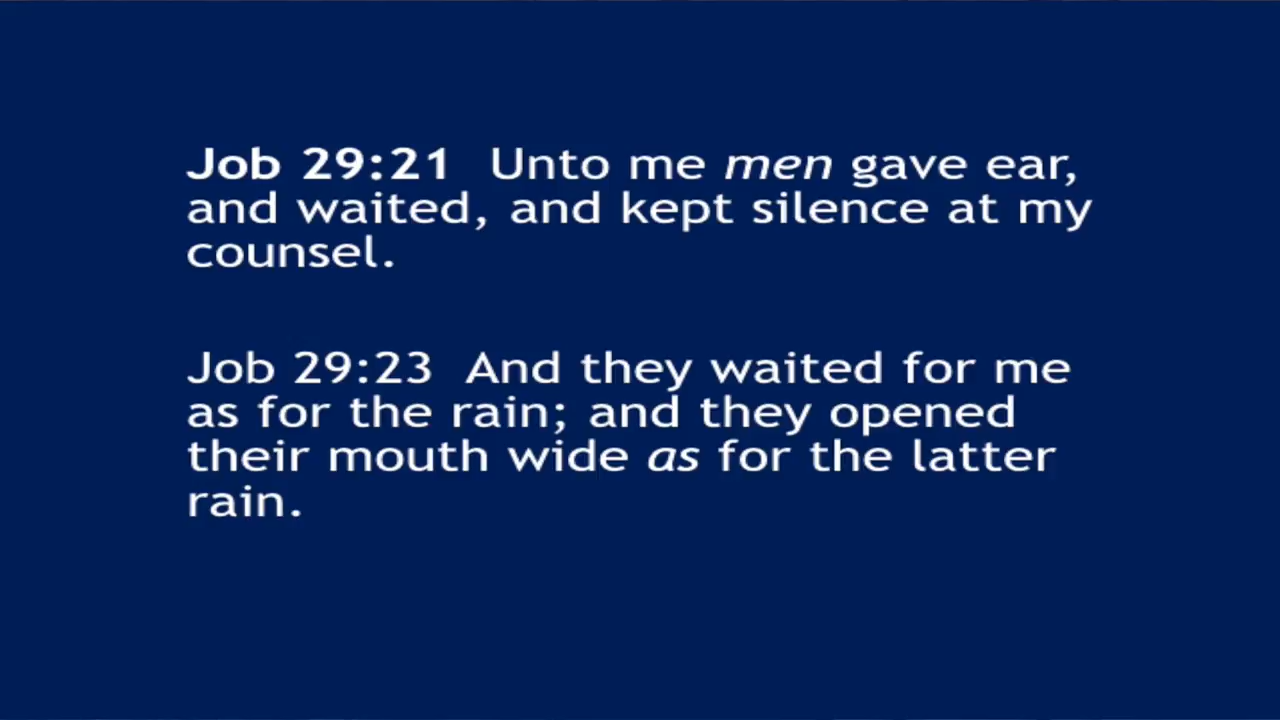 Job 29:21 Unto me men gave ear,
and waited, and kept silence at my
counsel.
Job 29:23 And they waited for me
as for the rain; and they opened
their mouth wide as for the latter
rain.